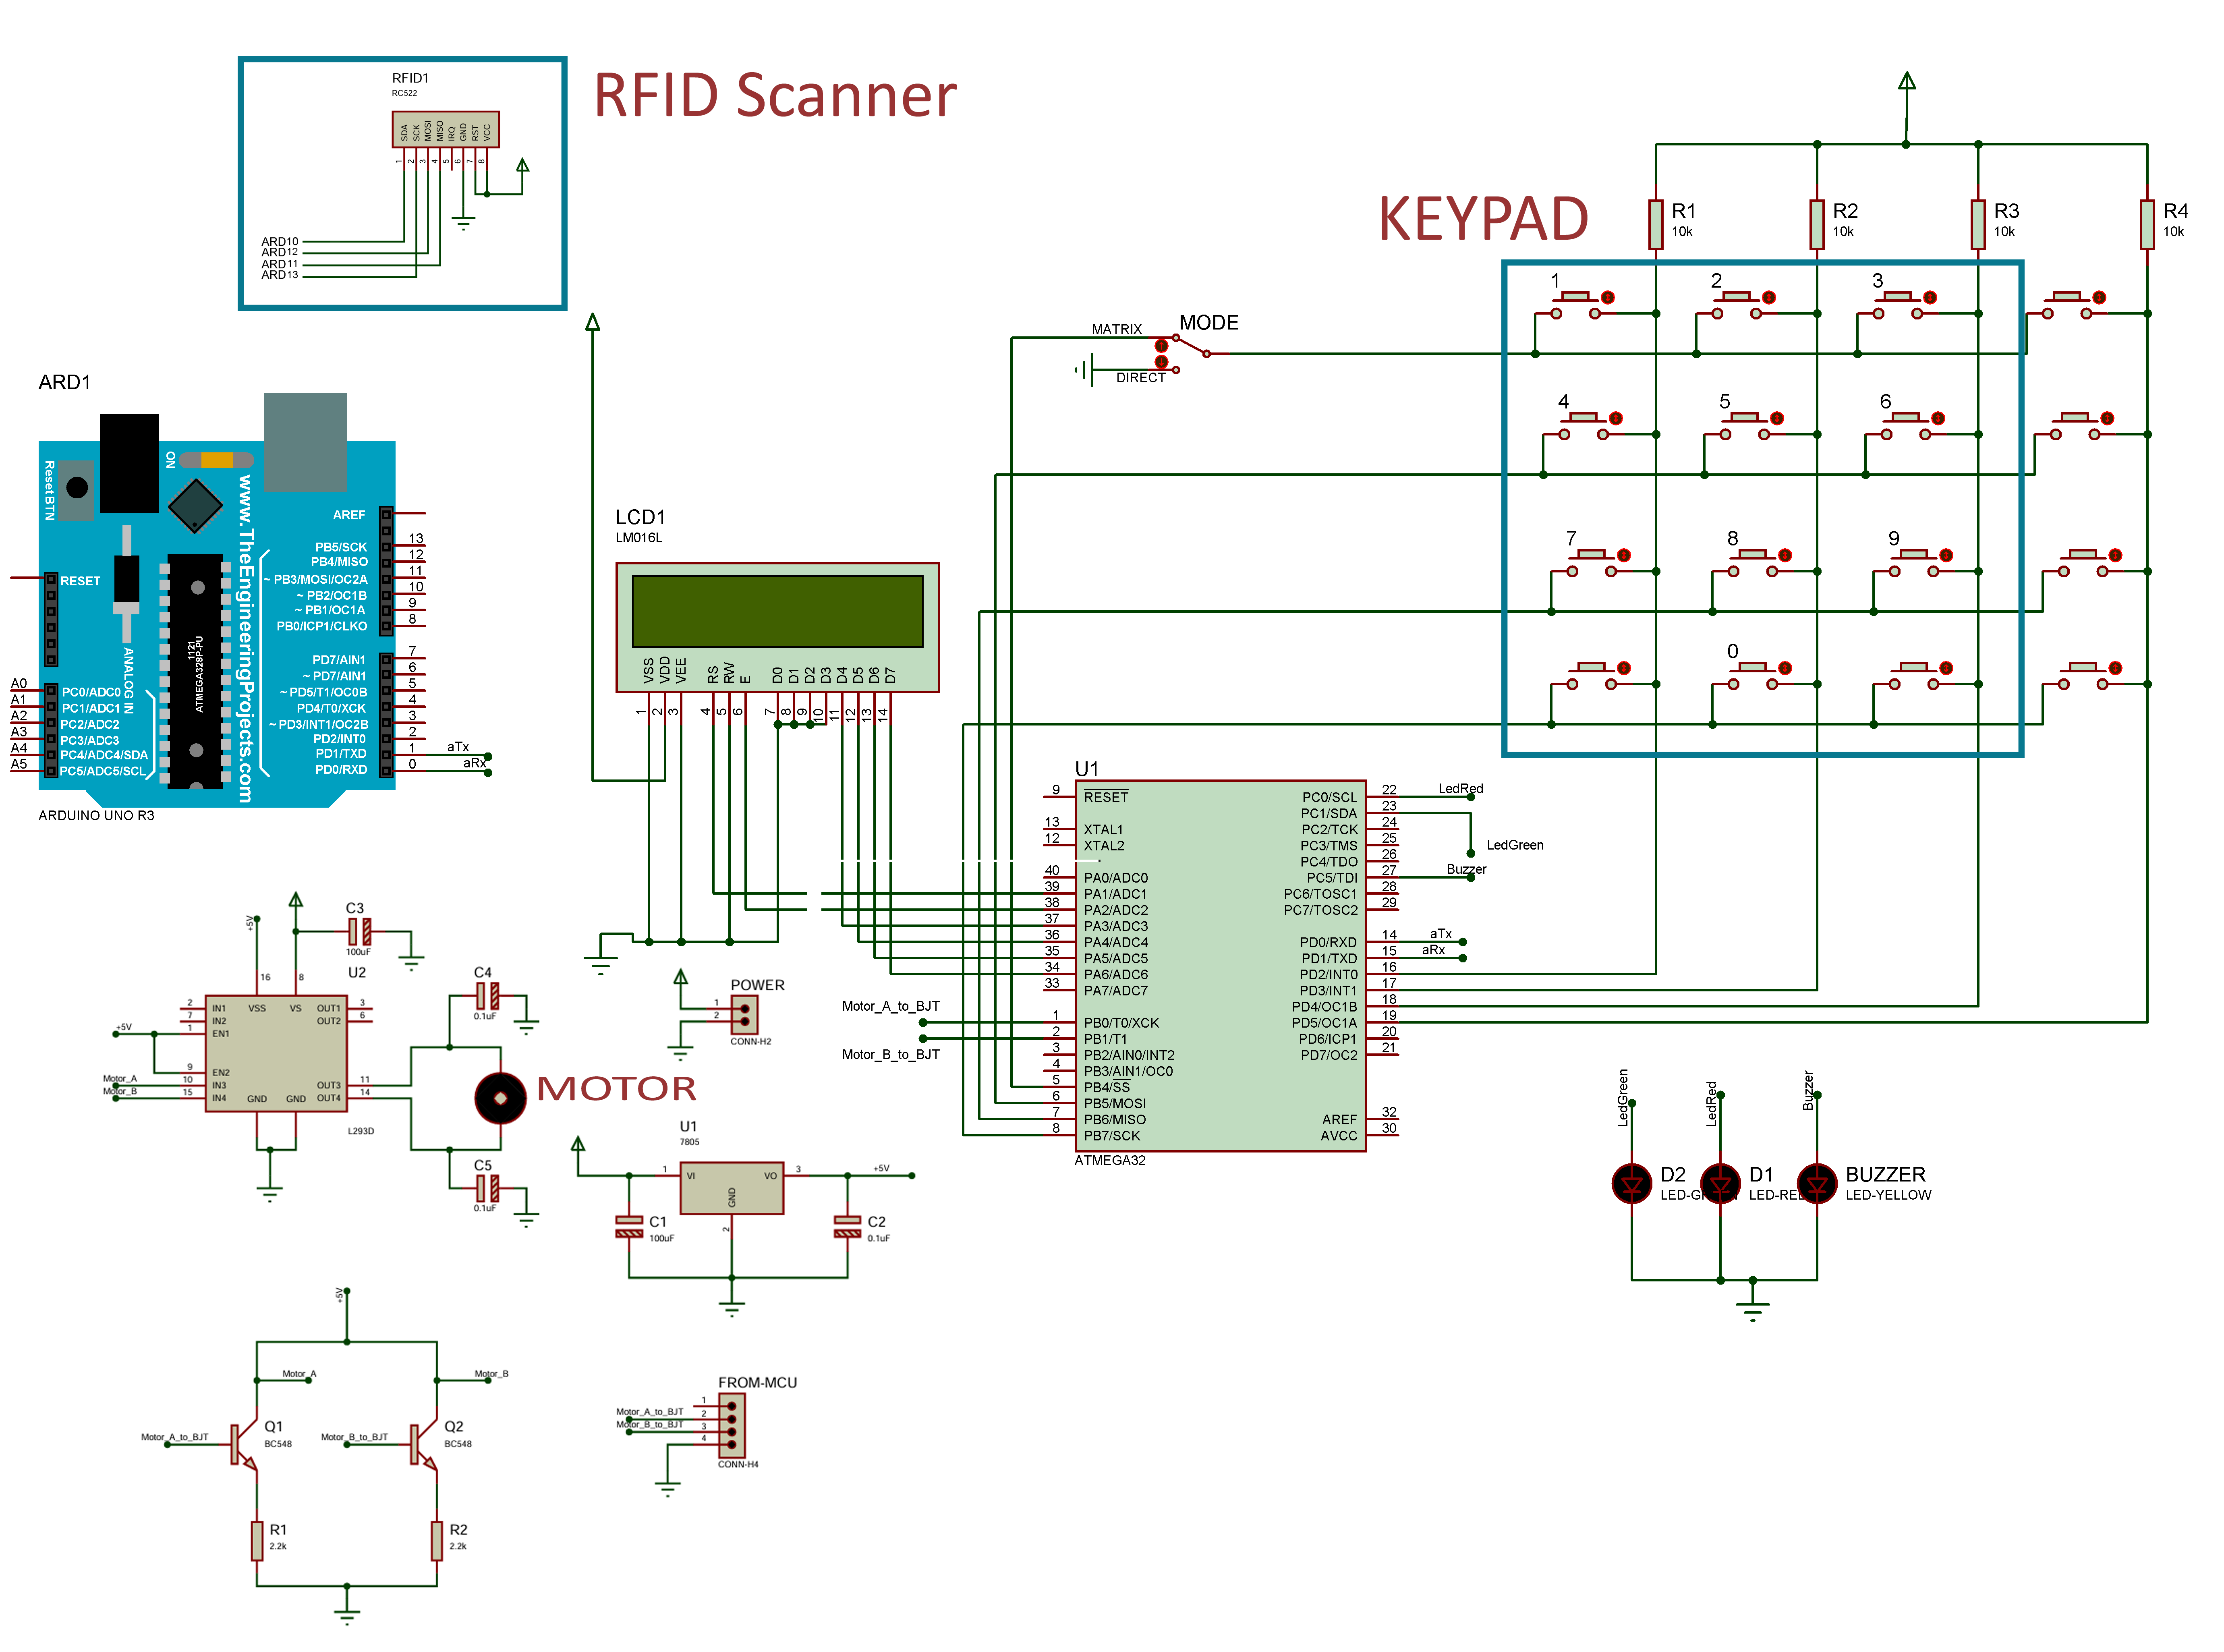 RFID Scanner
RFID1
RC522
SDA
SCK
MOSI
MISO
IRQ
GND
RST
VCC
1
2
3
4
5
6
7
8
ARD10
ARD12
ARD11
ARD13
KEYPAD
R1
10k
R2
10k
R3
10k
R4
10k
1
2
3
4
5
6
7
8
9
0
MATRIX
MODE
DIRECT
ARD1
Reset BTN
ON
www.TheEngineeringProjects.com
ANALOG IN
1121
ATMEGA328P-PU
RESET
AREF
PB5/SCK 13
PB4/MISO 12
~ PB3/MOSI/OC2A 11
~ PB2/OC1B 10
~ PB1/OC1A 9
PB0/ICP1/CLKO 8
PD7/AIN1 7
~ PD7/AIN1 6
~ PD5/T1/OC0B 5
PD4/T0/XCK 4
~ PD3/INT1/OC2B 3
PD2/INT0 2
PD1/TXD 1 aTx
PD0/RXD 0 aRx
A0 PC0/ADC0
A1 PC1/ADC1
A2 PC2/ADC2
A3 PC3/ADC3
A4 PC4/ADC4/SDA
A5 PC5/ADC5/SCL
ARDUINO UNO R3
LCD1
LM016L
VSS
VDD
VEE
RS
RW
E
D0
D1
D2
D3
D4
D5
D6
D7
1
2
3
4
5
6
7
8
9
10
11
12
13
14
U1
9 RESET
13 XTAL1
12 XTAL2
40 PA0/ADC0
39 PA1/ADC1
38 PA2/ADC2
37 PA3/ADC3
36 PA4/ADC4
35 PA5/ADC5
34 PA6/ADC6
33 PA7/ADC7
1 PB0/T0/XCK
2 PB1/T1
3 PB2/AIN0/INT2
4 PB3/AIN1/OC0
5 PB4/SS
6 PB5/MOSI
7 PB6/MISO
8 PB7/SCK
PC0/SCL 22 LedRed
PC1/SDA 23
PC2/TCK 24
PC3/TMS 25 LedGreen
PC4/TDO 26
PC5/TDI 27 Buzzer
PC6/TOSC1 28
PC7/TOSC2 29
PD0/RXD 14 aTx
PD1/TXD 15 aRx
PD2/INT0 16
PD3/INT1 17
PD4/OC1B 18
PD5/OC1A 19
PD6/ICP1 20
PD7/OC2 21
AREF 32
AVCC 30
ATMEGA32
Motor_A_to_BJT
Motor_B_to_BJT
POWER
1
2
CONN-H2
+5V
C3
100uF
16
8
U2
2 IN1
7 IN2
1 EN1
9 EN2
10 IN3
15 IN4
VSS
VS
OUT1 3
OUT2 6
OUT3 11
OUT4 14
GND
GND
L293D
+5V
Motor_A
Motor_B
C4
0.1uF
MOTOR
C5
0.1uF
U1
7805
1 VI
VO 3
GND
2
+5V
C1
100uF
C2
0.1uF
LedGreen
LedRed
Buzzer
D2
D1
LED-RED
BUZZER
LED-YELLOW
+5V
Motor_A
Motor_B
Motor_A_to_BJT
Q1
BC548
Motor_B_to_BJT
Q2
BC548
R1
2.2k
R2
2.2k
FROM-MCU
1
Motor_A_to_BJT 2
Motor_B_to_BJT 3
4
CONN-H4